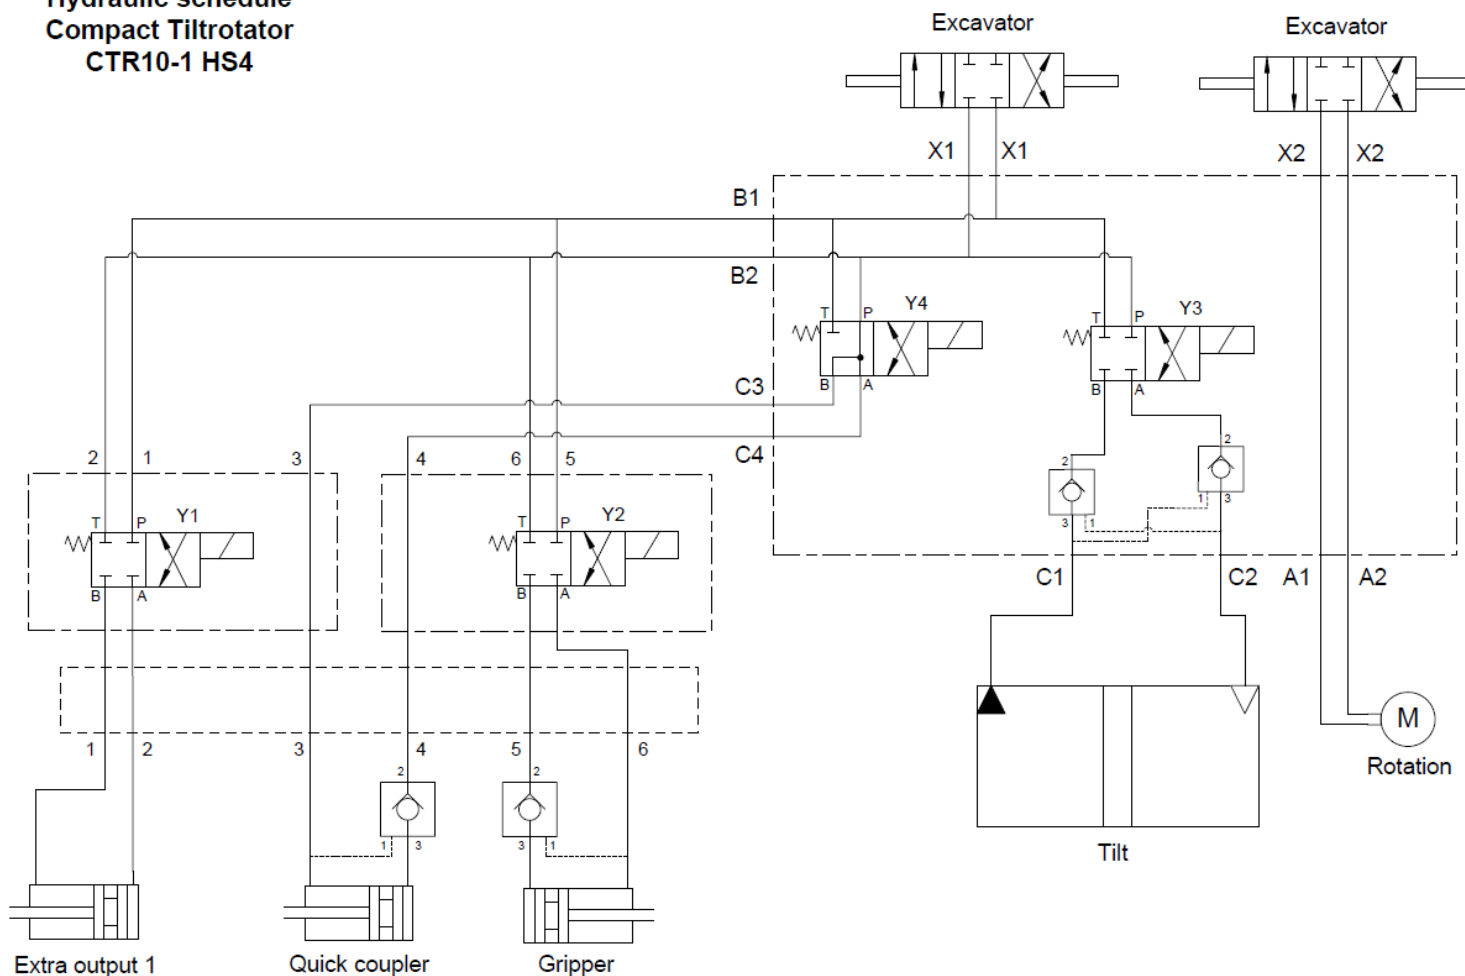 Hydraulic schedule
Compact Tiltrotator
CTR10-1 HS4
Excavator
Excavator
X1 X1
X2 X2
B1
B2
T P Y4
T P Y3
B A
B A
C3
C4
2 1 3 4 6 5
2
2
1 3
3 1
T P Y1
T P Y2
B A
B A
C1 C2 A1 A2
1 2 3 4 5 6
M
Rotation
2 2
1 3 3 1
Tilt
Extra output 1
Quick coupler
Gripper